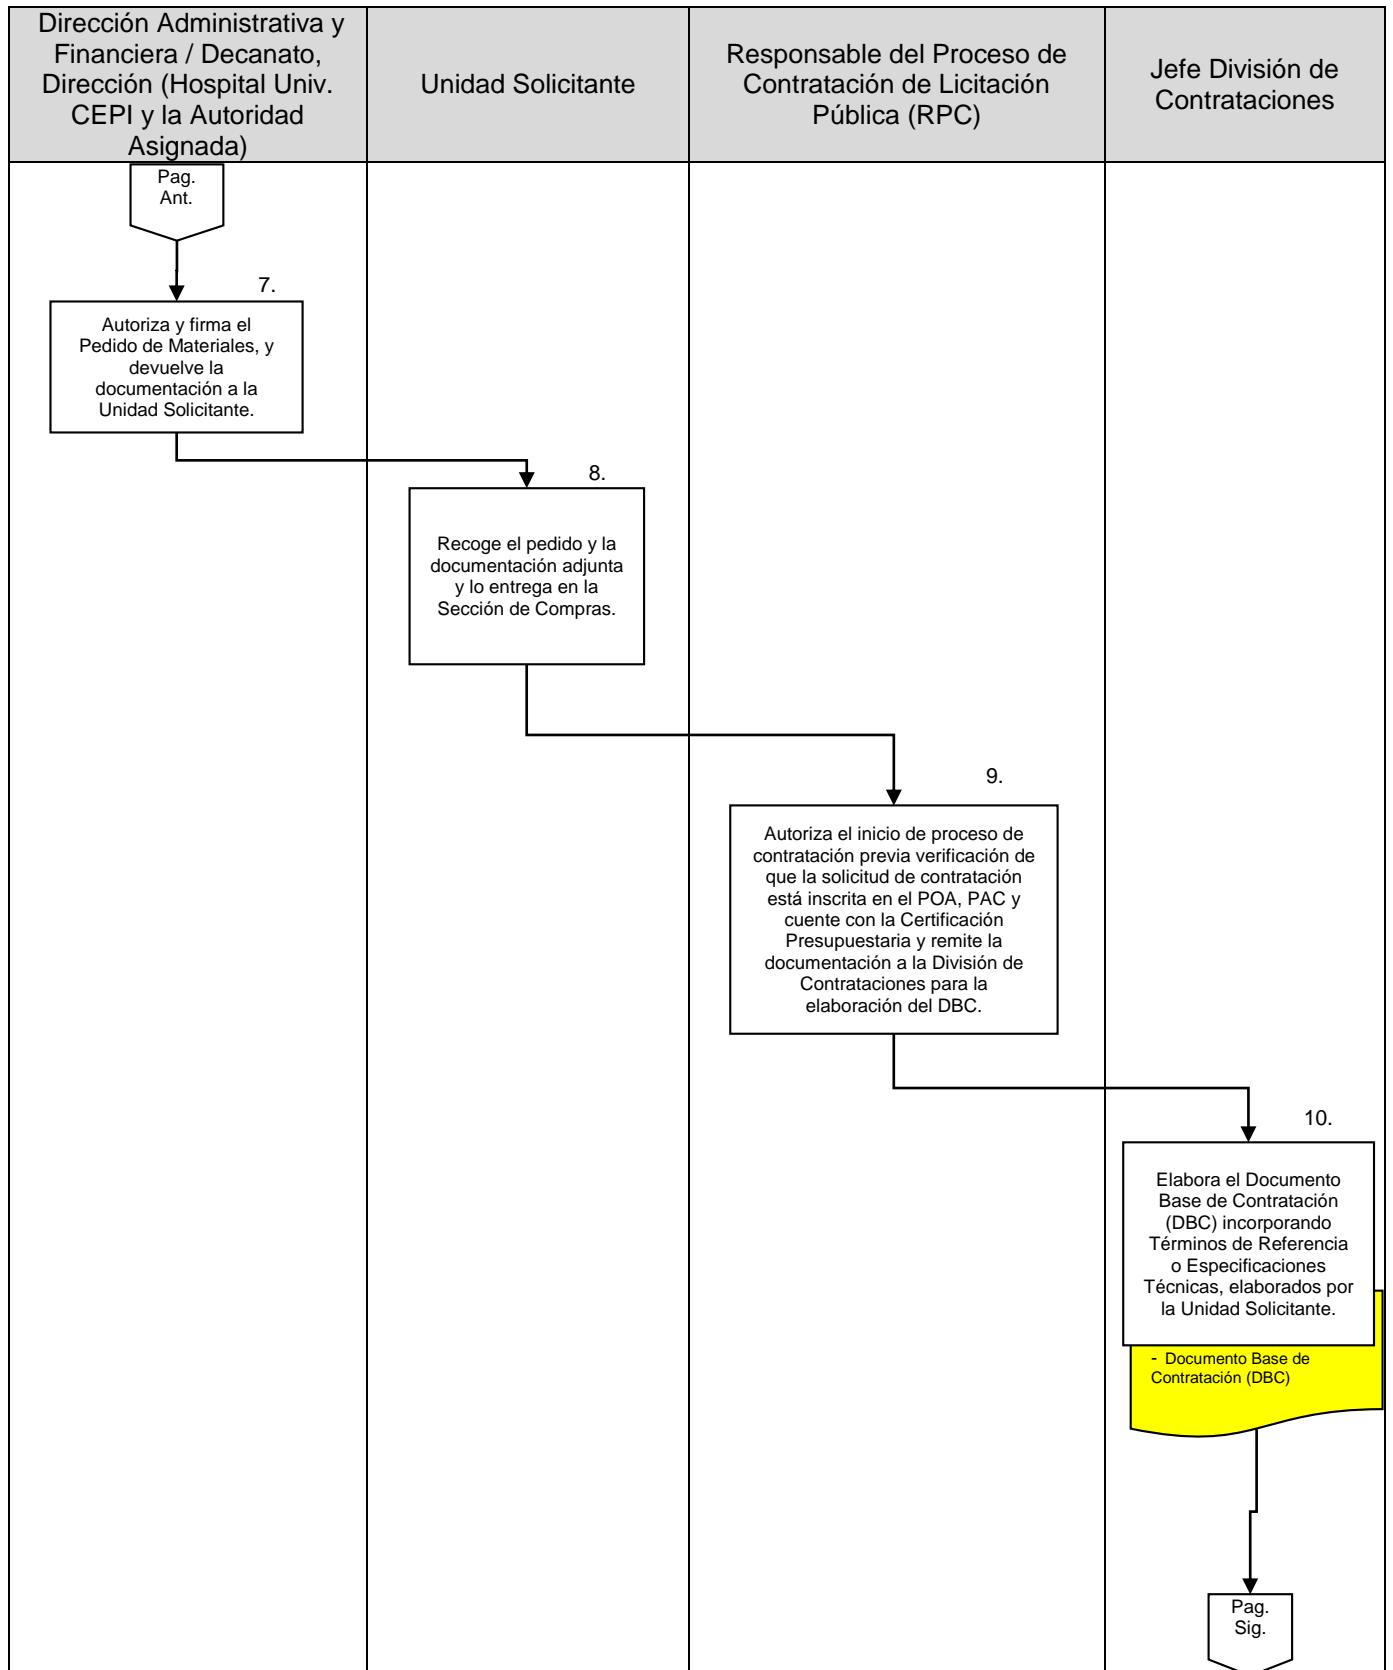 Dirección Administrativa y
Financiera / Decanato,
Dirección (Hospital Univ.
CEPI y la Autoridad
Asignada)
Unidad Solicitante
Responsable del Proceso de
Contratación de Licitación
Pública (RPC)
Jefe División de
Contrataciones
Pag.
Ant.
7.
Autoriza y firma el
Pedido de Materiales, y
devuelve la
documentación a la
Unidad Solicitante.
8.
Recoge el pedido y la
documentación adjunta
y lo entrega en la
Sección de Compras.
9.
Autoriza el inicio de proceso de
contratación previa verificación de
que la solicitud de contratación
está inscrita en el POA, PAC y
cuente con la Certificación
Presupuestaria y remite la
documentación a la División de
Contrataciones para la
elaboración del DBC.
10.
Elabora el Documento
Base de Contratación
(DBC) incorporando
Términos de Referencia
o Especificaciones
Técnicas, elaborados por
la Unidad Solicitante.
- Documento Base de
Contratación (DBC)
Pag.
Sig.